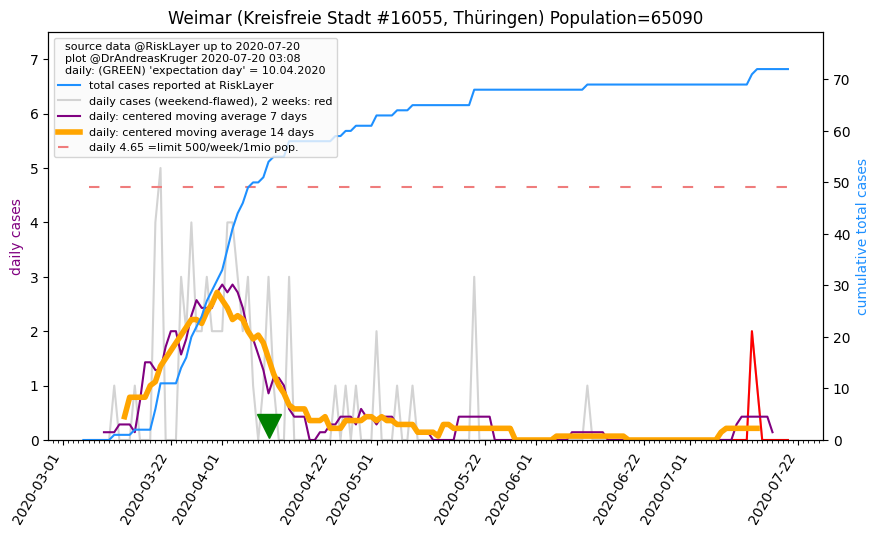 Weimar (Kreisfreie Stadt #16055, Thüringen) Population=65090
source data @RiskLayer up to 2020-07-20
plot @DrAndreasKruger 2020-07-20 03:08
daily: (GREEN) 'expectation day' = 10.04.2020
total cases reported at RiskLayer
daily cases (weekend-flawed), 2 weeks: red
daily: centered moving average 7 days
daily: centered moving average 14 days
daily 4.65 =limit 500/week/1mio pop.
daily cases
7
6
5
4
3
2
1
0
cumulative total cases
70
60
50
40
30
20
10
0
2020-03-01
2020-03-22
2020-04-01
2020-04-22
2020-05-01
2020-05-22
2020-06-01
2020-06-22
2020-07-01
2020-07-22